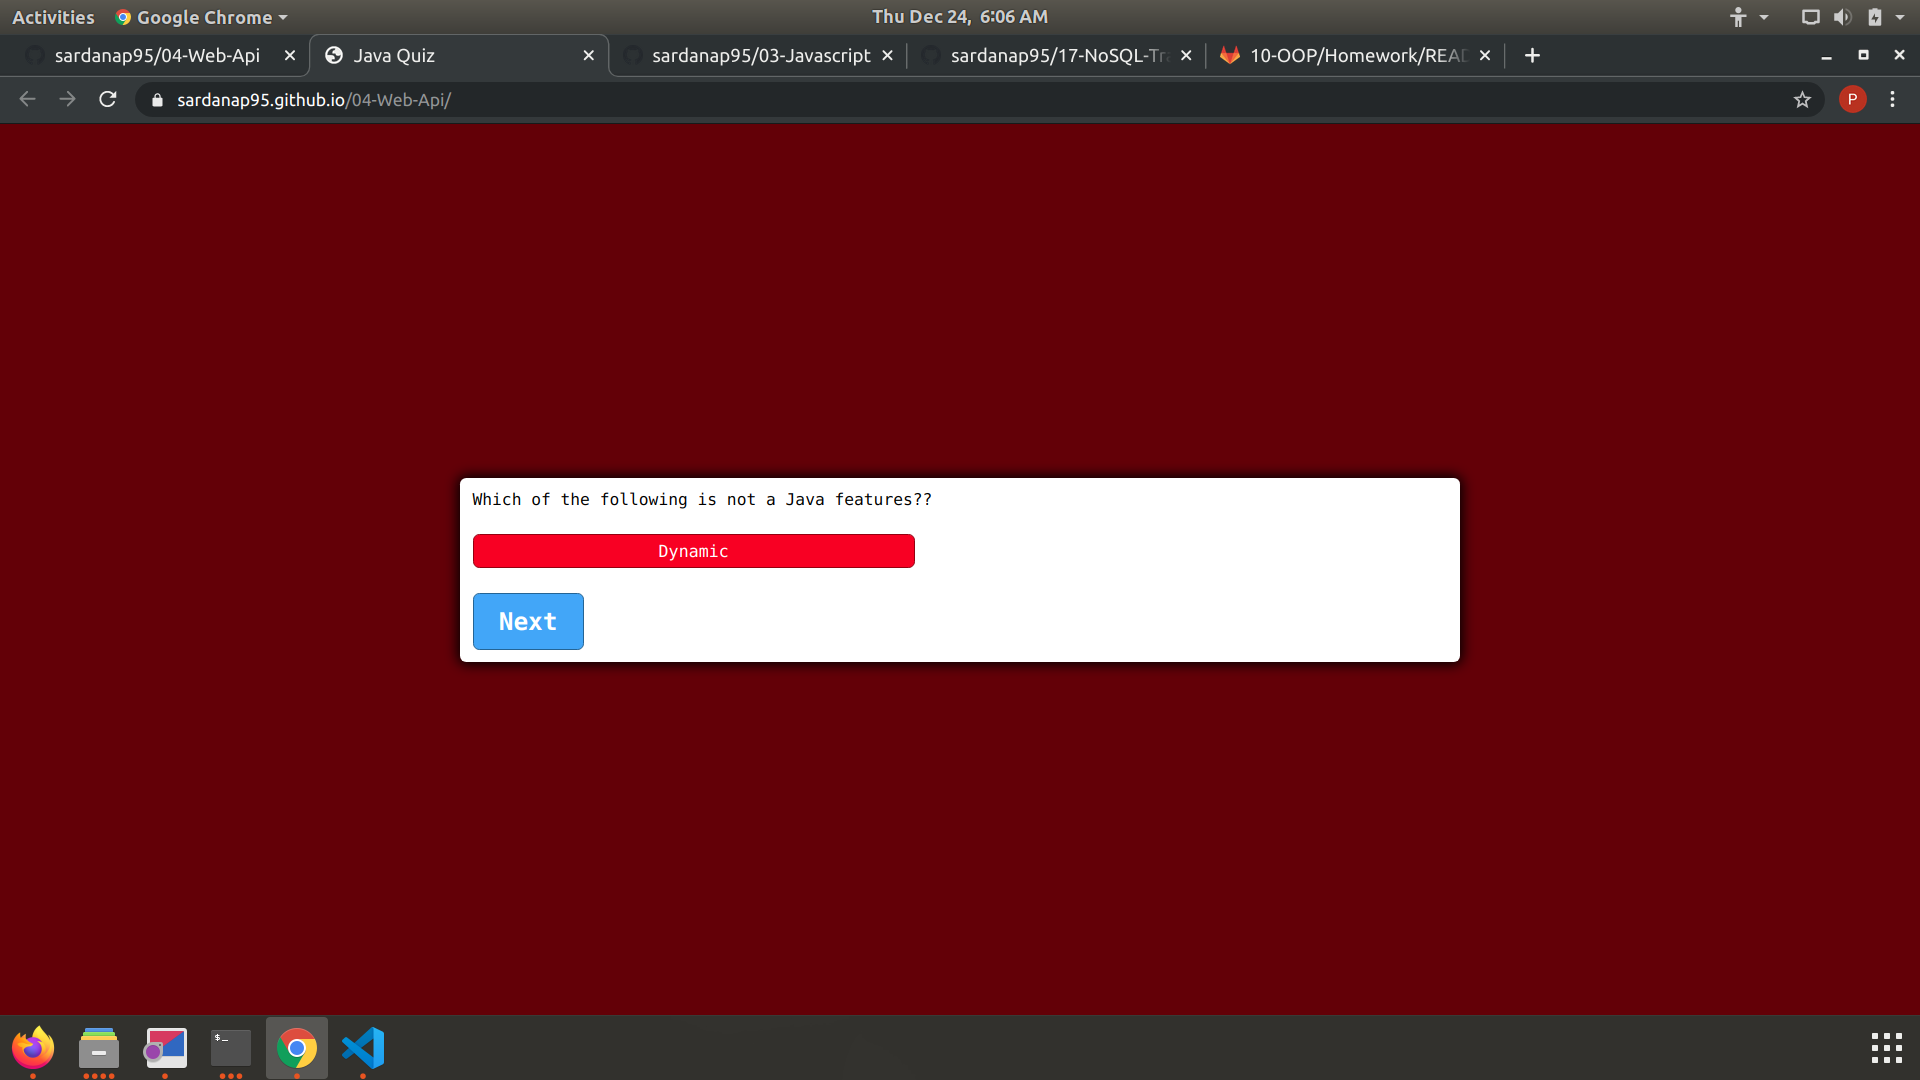 Activities
Google Chrome
Thu Dec 24, 6:06 AM
sardanap95/04-Web-Api
Java Quiz
sardanap95/03-Javascript
sardanap95/17-NoSQL-Tra
10-OOP/Homework/READ
sardanap95.github.io/04-Web-Api/
P
Which of the following is not a Java features??
Dynamic
Next
$_